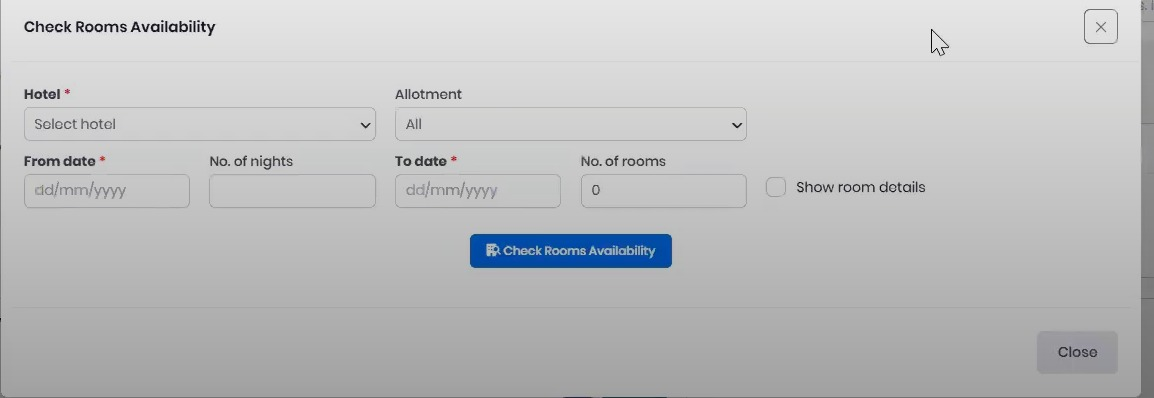 Check Rooms Availability
Hotel * Allotment
Select hotel All
From date * No. of nights To date * No. of rooms
dd/mm/yyyy dd/mm/yyyy 0 Show room details
Check Rooms Availability
Close